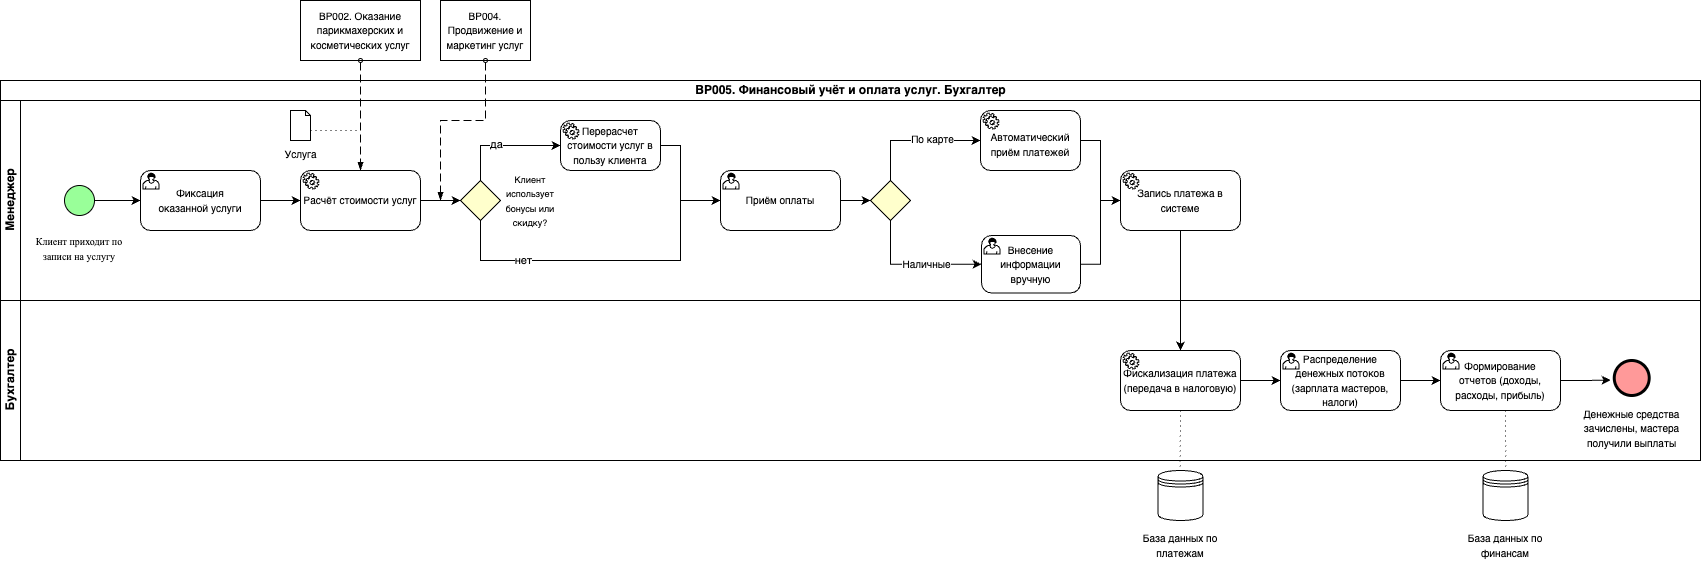 BP002. Оказание
парикмахерских и
косметических услуг
BP004.
Продвижение и
маркетинг услуг
BP005. Финансовый учёт и оплата услуг. Бухгалтер
Менеджер
Клиент приходит по
записи на услугу
Фиксация
оказанной услуги
Услуга
Расчёт стоимости услуг
Клиент
использует
бонусы или
скидку?
да
нет
Перерасчет
стоимости услуг в
пользу клиента
Приём оплаты
По карте
Наличные
Автоматический
приём платежей
Внесение
информации
вручную
Запись платежа в
системе
Бухгалтер
Фискализация платежа
(передача в налоговую)
Распределение
денежных потоков
(зарплата мастеров,
налоги)
Формирование
отчетов (доходы,
расходы, прибыль)
Денежные средства
зачислены, мастера
получили выплаты
База данных по
платежам
База данных по
финансам